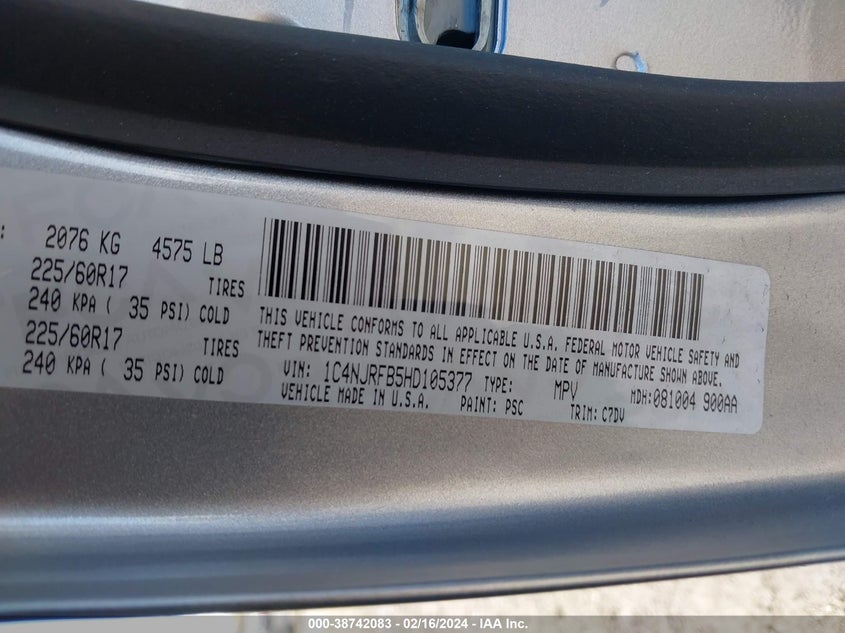 : 2076 KG 4575 LB
225/60R17 TIRES
240 KPA ( 35 PSI) COLD
225/60R17 TIRES
240 KPA ( 35 PSI) COLD
THIS VEHICLE CONFORMS TO ALL APPLICABLE U.S.A. FEDERAL MOTOR VEHICLE SAFETY AND
THEFT PREVENTION STANDARDS IN EFFECT ON THE DATE OF MANUFACTURE SHOWN ABOVE.
VIN: 1C4NJRFB5HD105377 TYPE: MPV MDH:081004 900AA
VEHICLE MADE IN U.S.A. PAINT: PSC TRIM: C7DV
000-38742083 - 02/16/2024 - IAA Inc.